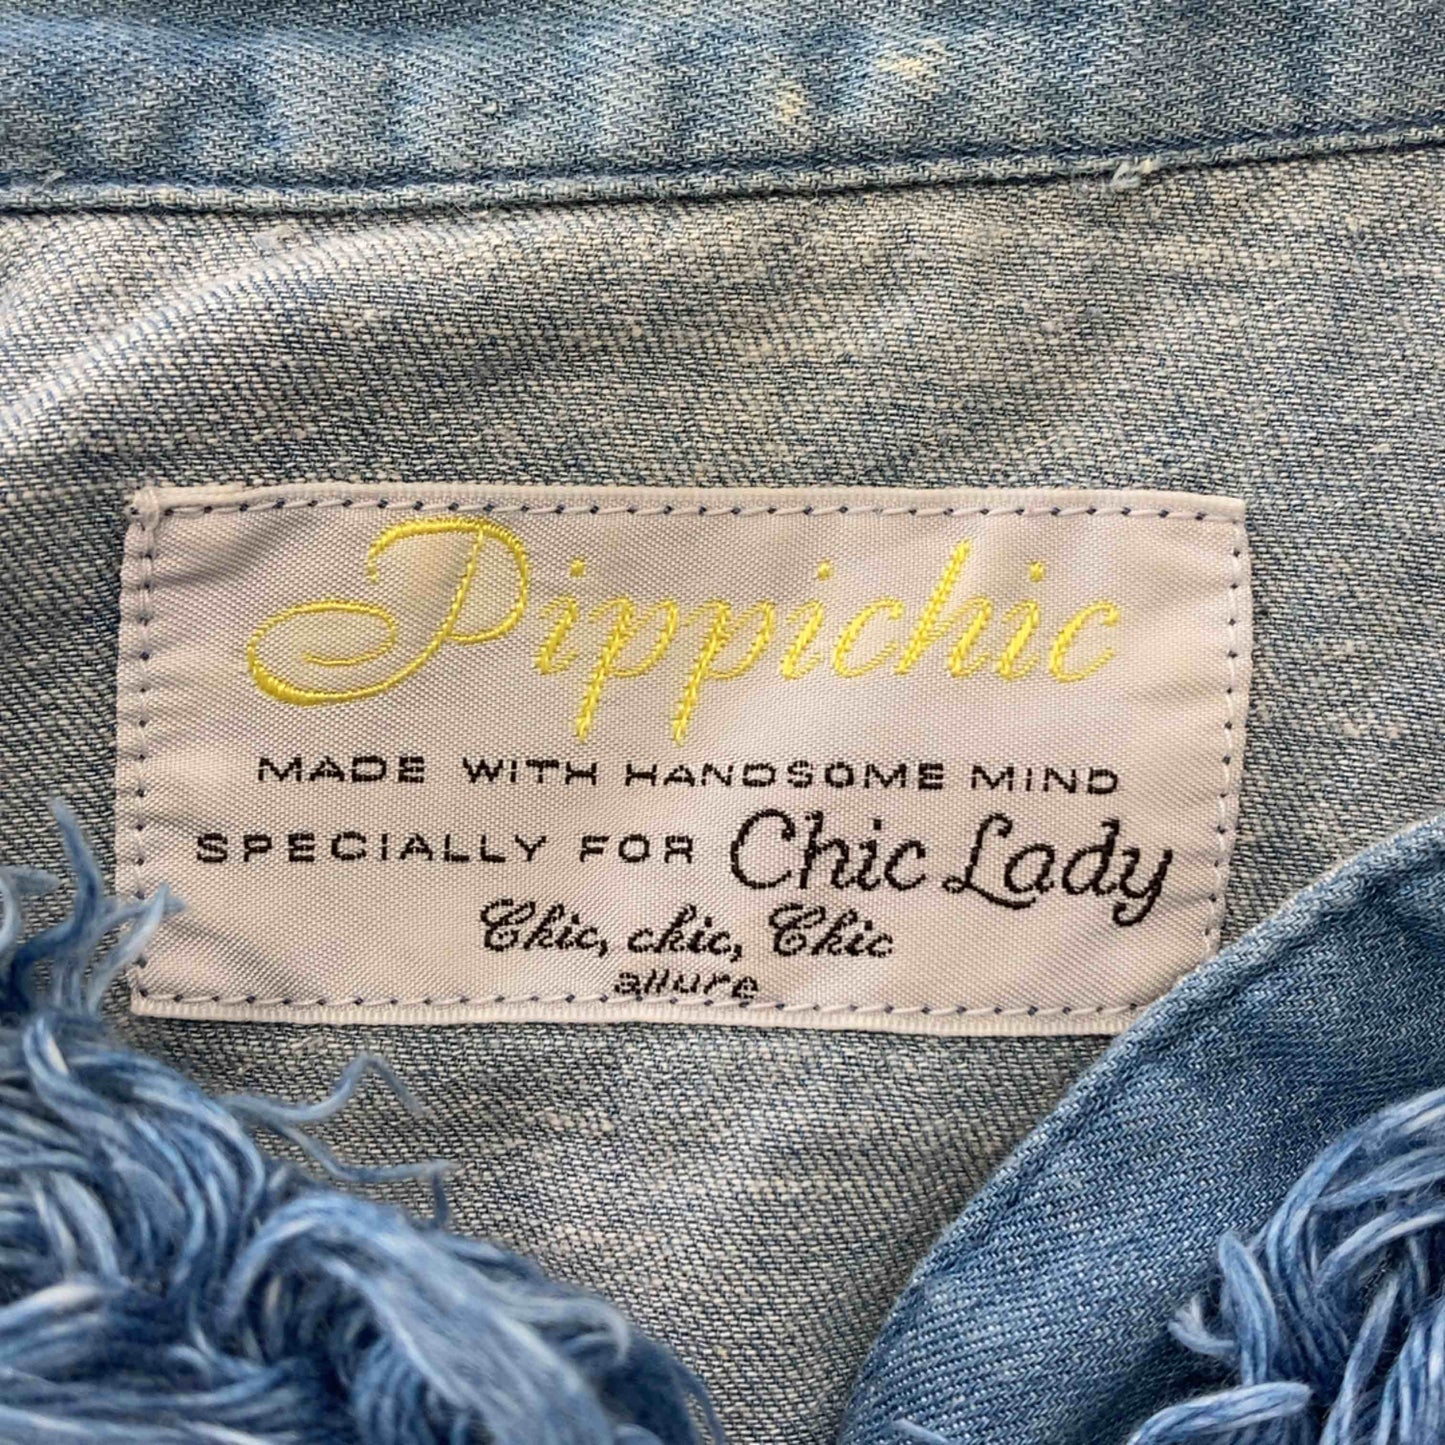 Pippichic
MADE WITH HANDSOME MIND
SPECIALLY FOR Chic Lady
Chic, chic, Chic
allure